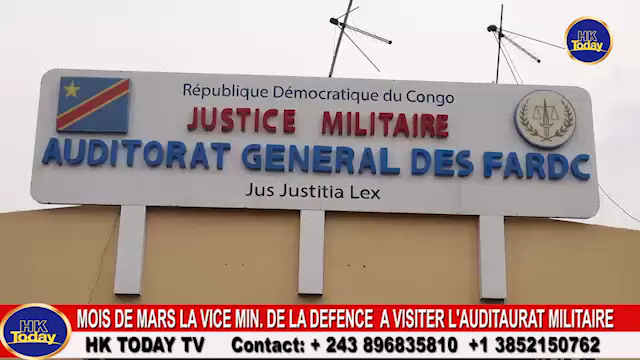 HK
Today
République Démocratique du Congo
JUSTICE MILITAIRE
AUDITORAT GENERAL DES FARDC
Jus Justitia Lex
HK
Today
MOIS DE MARS LA VICE MIN. DE LA DEFENCE A VISITER L'AUDITAURAT MILITAIRE
HK TODAY TV Contact: + 243 896835810 +1 3852150762